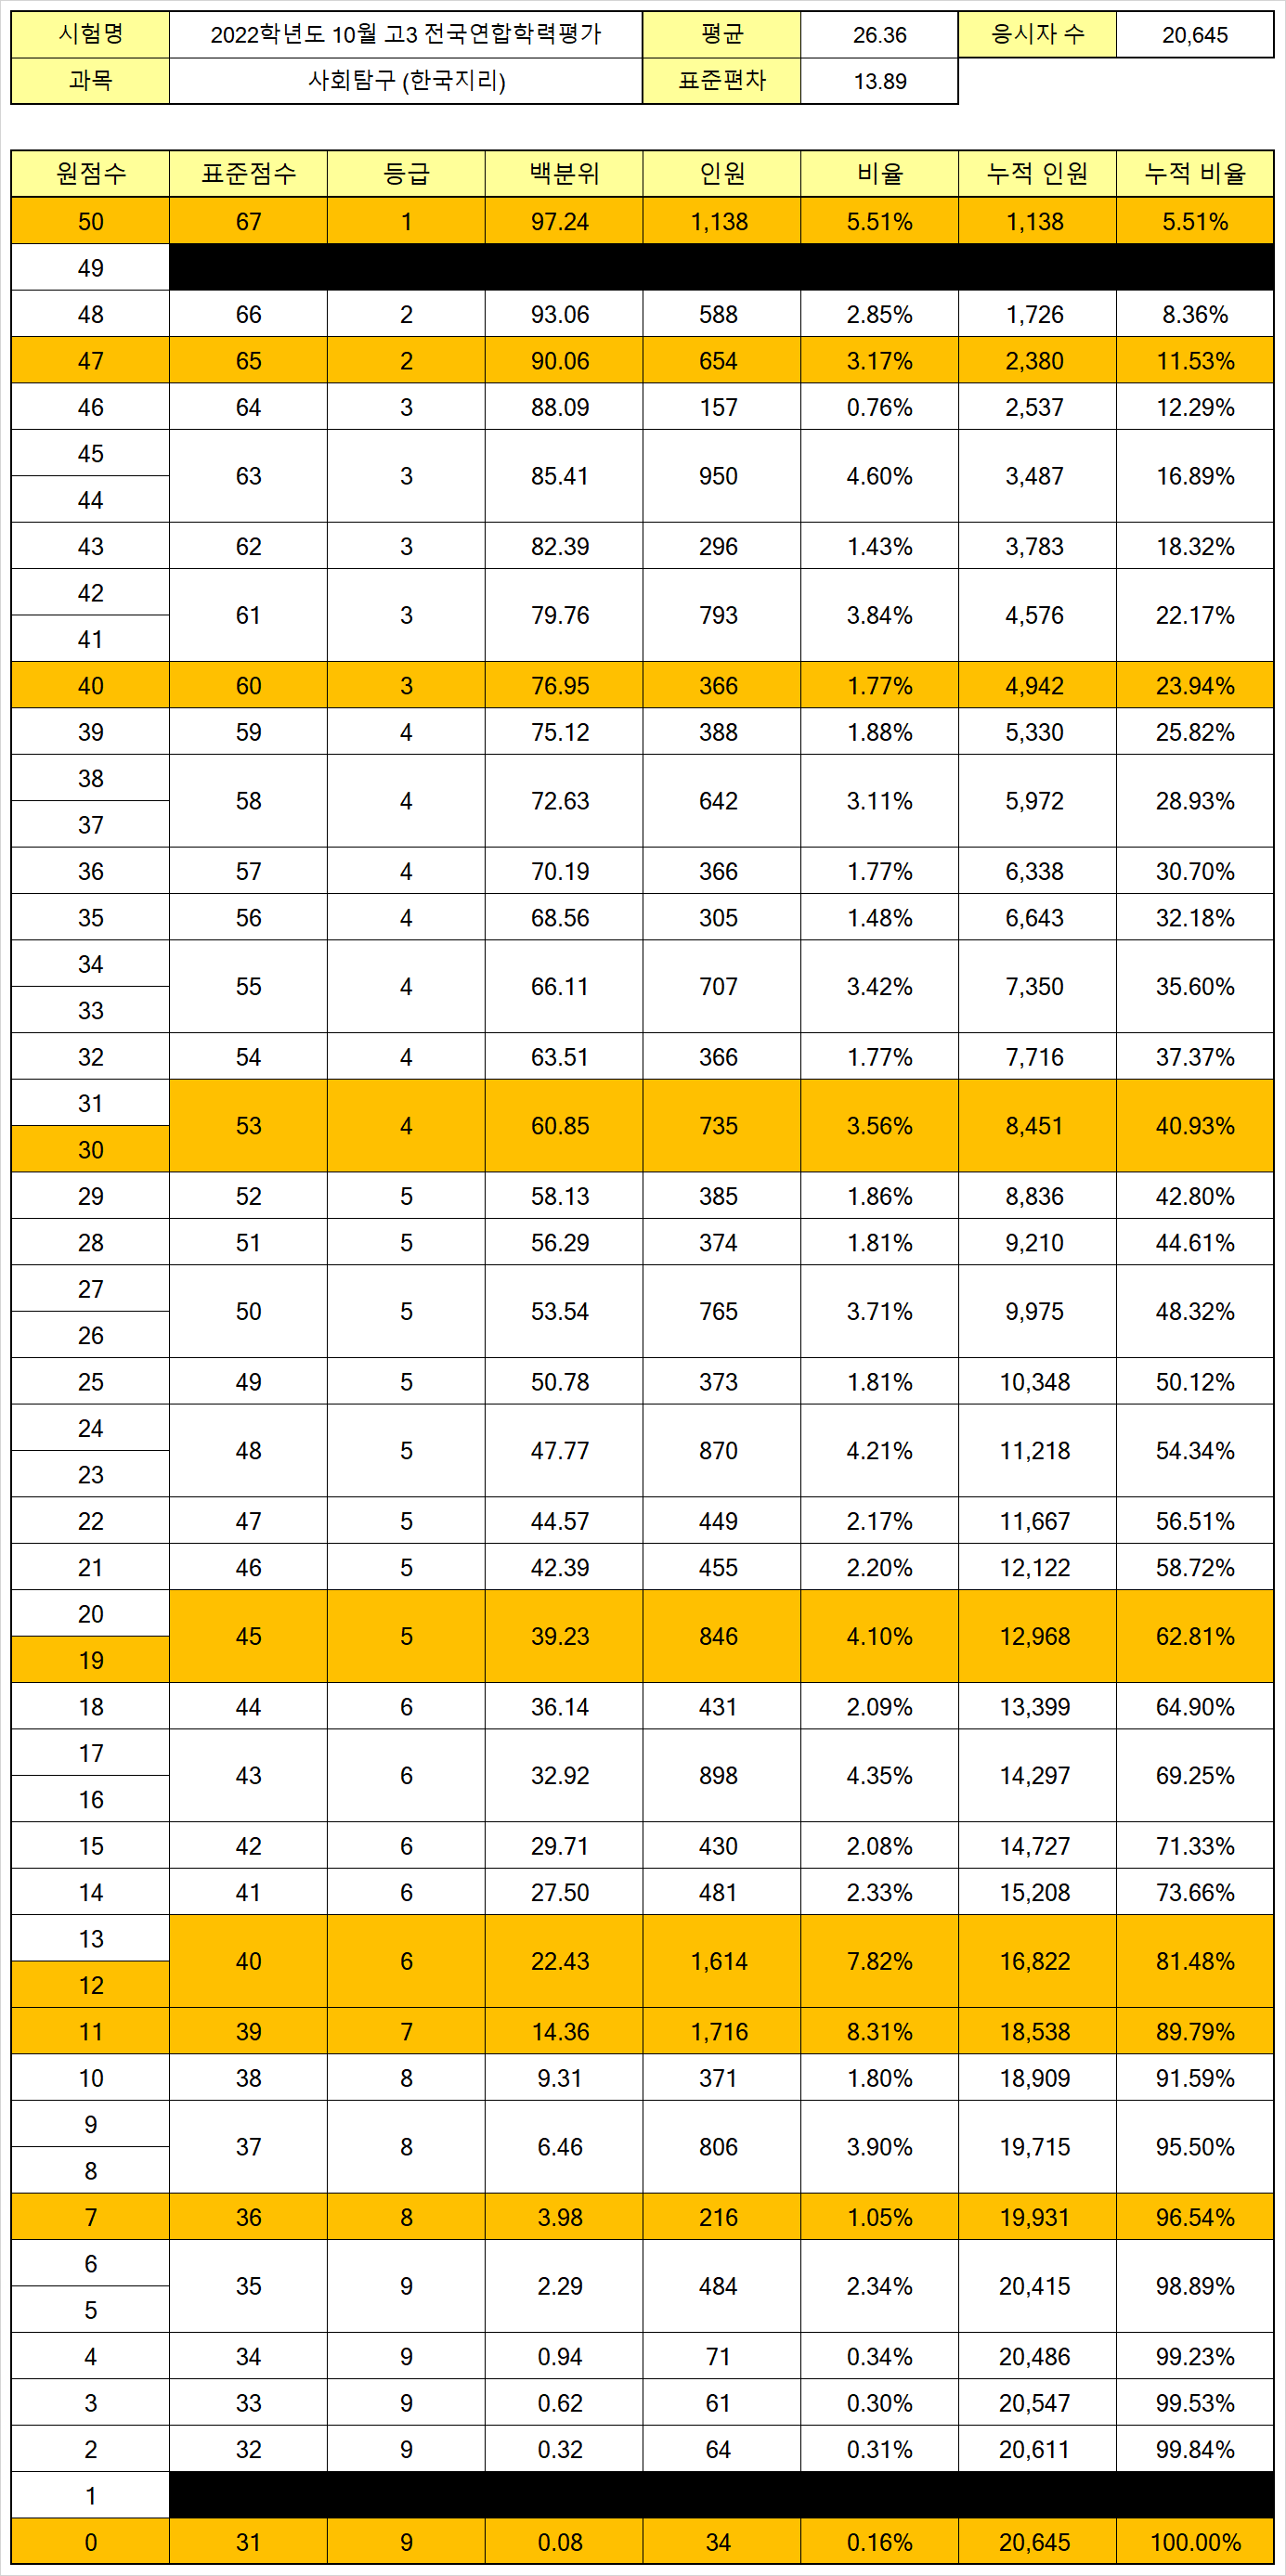 시험명 2022학년도 10월 고3 전국연합학력평가 평균 26.36 응시자 수 20,645
과목 사회탐구 (한국지리) 표준편차 13.89
원점수 표준점수 등급 백분위 인원 비율 누적 인원 누적 비율
50 67 1 97.24 1,138 5.51% 1,138 5.51%
49
48 66 2 93.06 588 2.85% 1,726 8.36%
47 65 2 90.06 654 3.17% 2,380 11.53%
46 64 3 88.09 157 0.76% 2,537 12.29%
45
63 3 85.41 950 4.60% 3,487 16.89%
44
43 62 3 82.39 296 1.43% 3,783 18.32%
42
61 3 79.76 793 3.84% 4,576 22.17%
41
40 60 3 76.95 366 1.77% 4,942 23.94%
39 59 4 75.12 388 1.88% 5,330 25.82%
38
58 4 72.63 642 3.11% 5,972 28.93%
37
36 57 4 70.19 366 1.77% 6,338 30.70%
35 56 4 68.56 305 1.48% 6,643 32.18%
34
55 4 66.11 707 3.42% 7,350 35.60%
33
32 54 4 63.51 366 1.77% 7,716 37.37%
31
53 4 60.85 735 3.56% 8,451 40.93%
30
29 52 5 58.13 385 1.86% 8,836 42.80%
28 51 5 56.29 374 1.81% 9,210 44.61%
27
50 5 53.54 765 3.71% 9,975 48.32%
26
25 49 5 50.78 373 1.81% 10,348 50.12%
24
48 5 47.77 870 4.21% 11,218 54.34%
23
22 47 5 44.57 449 2.17% 11,667 56.51%
21 46 5 42.39 455 2.20% 12,122 58.72%
20
45 5 39.23 846 4.10% 12,968 62.81%
19
18 44 6 36.14 431 2.09% 13,399 64.90%
17
43 6 32.92 898 4.35% 14,297 69.25%
16
15 42 6 29.71 430 2.08% 14,727 71.33%
14 41 6 27.50 481 2.33% 15,208 73.66%
13
40 6 22.43 1,614 7.82% 16,822 81.48%
12
11 39 7 14.36 1,716 8.31% 18,538 89.79%
10 38 8 9.31 371 1.80% 18,909 91.59%
9
37 8 6.46 806 3.90% 19,715 95.50%
8
7 36 8 3.98 216 1.05% 19,931 96.54%
6
35 9 2.29 484 2.34% 20,415 98.89%
5
4 34 9 0.94 71 0.34% 20,486 99.23%
3 33 9 0.62 61 0.30% 20,547 99.53%
2 32 9 0.32 64 0.31% 20,611 99.84%
1
0 31 9 0.08 34 0.16% 20,645 100.00%